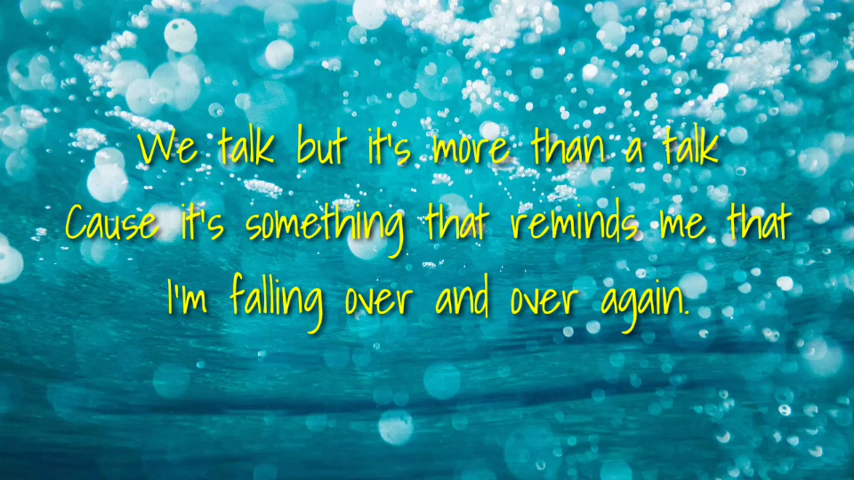 We talk but it's more than a talk
Cause it's something that reminds me that
I'm falling over and over again.